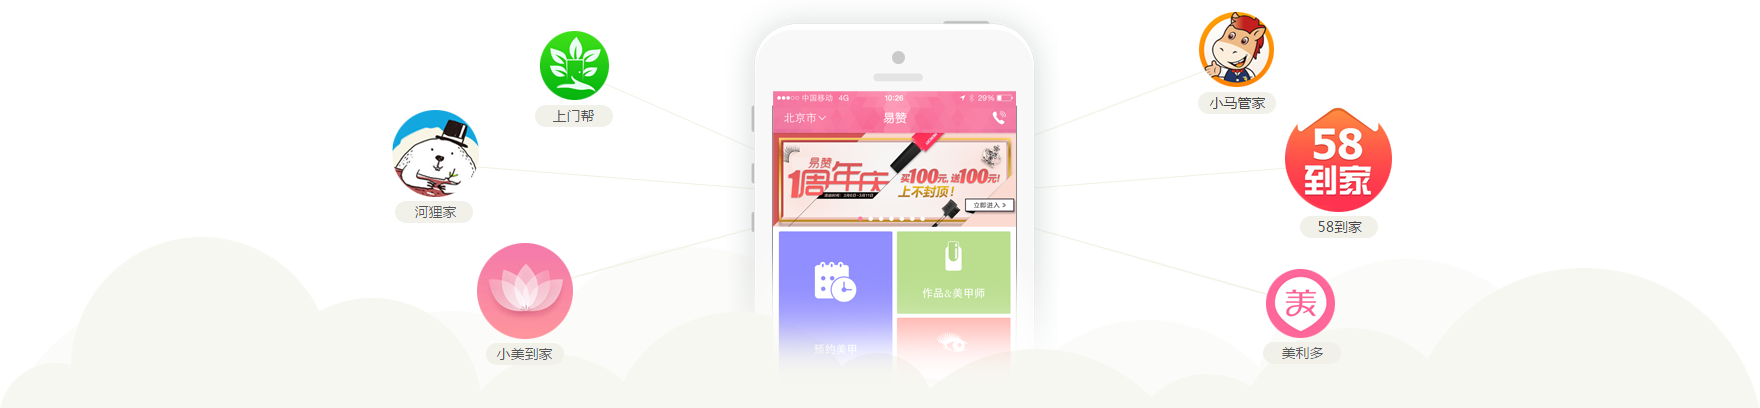 上门帮
河狸家
小美到家
中国移动 4G 10:26 29%
北京市 易赞
易赞
1周年庆
买100元,送100元!
上不封顶!
立即进入 >
作品&美甲师
预约美甲
小马管家
58
到家
58到家
美
美利多